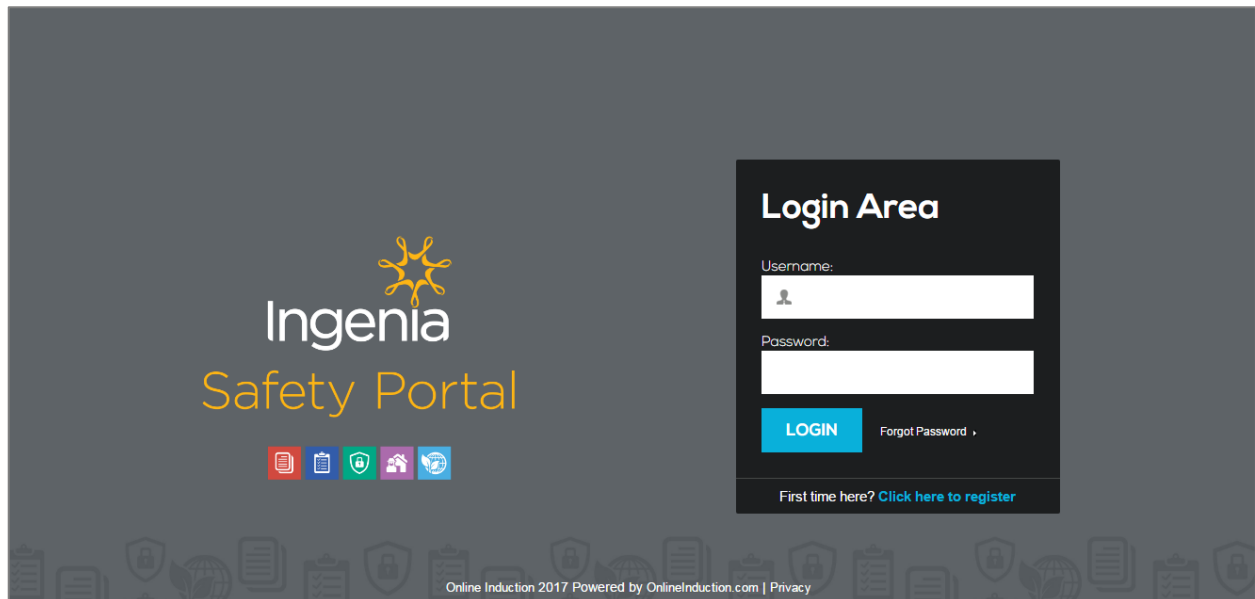 Ingenia
Safety Portal
Login Area
Username:
Password:
LOGIN
Forgot Password
First time here? Click here to register
Online Induction 2017 Powered by OnlineInduction.com | Privacy